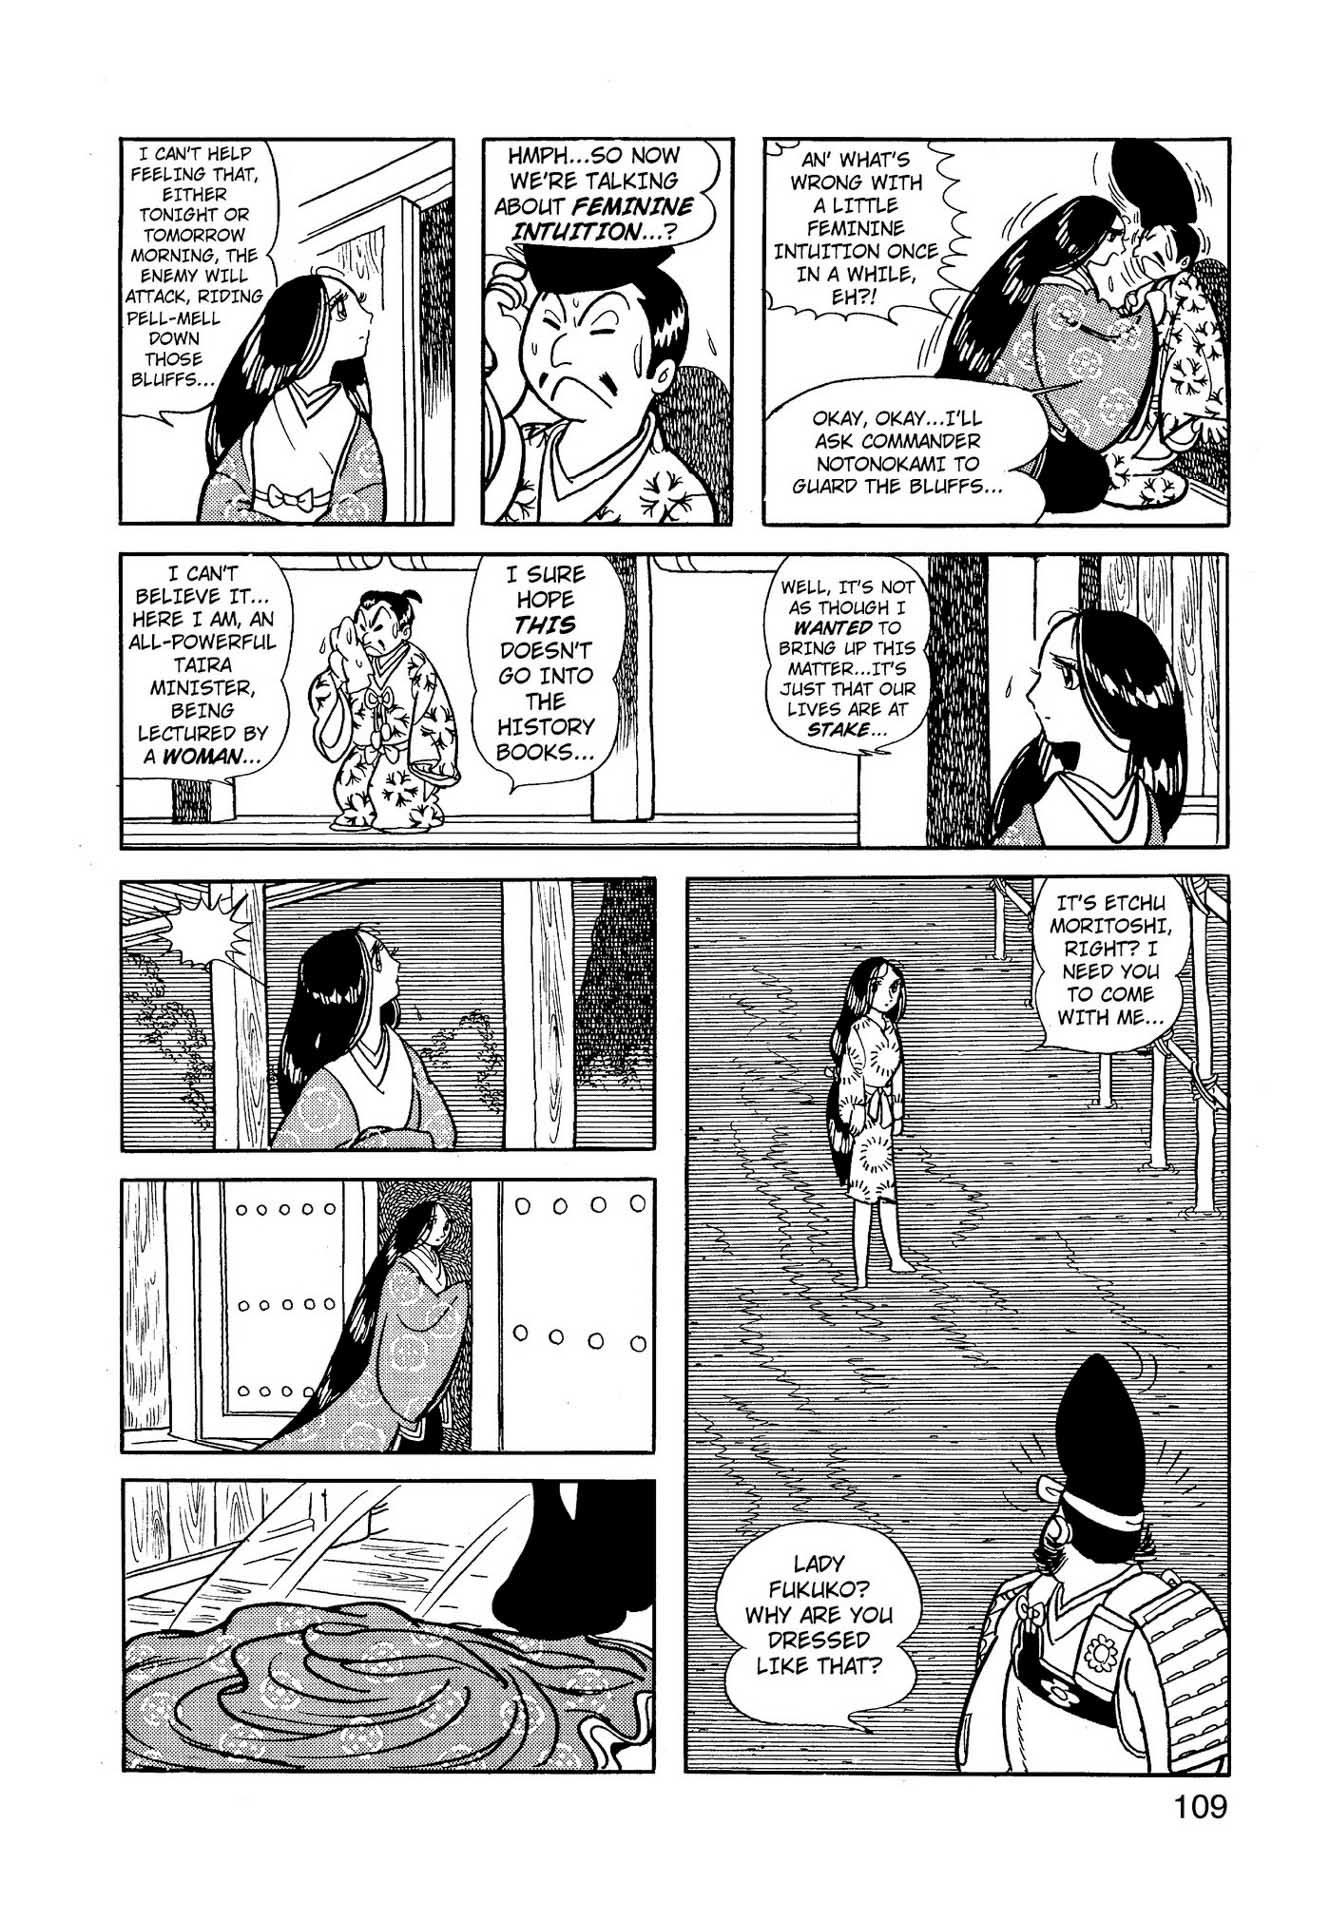 I CAN'T HELP
FEELING THAT,
EITHER
TONIGHT OR
TOMORROW
MORNING, THE
ENEMY WILL
ATTACK, RIDING
PELL-MELL
DOWN
THOSE
BLUFFS...
HMPH...SO NOW
WE'RE TALKING
ABOUT FEMININE
INTUITION...?
AN' WHAT'S
WRONG WITH
A LITTLE
FEMININE
INTUITION ONCE
IN A WHILE,
EH?!
OKAY, OKAY...I'LL
ASK COMMANDER
NOTONOKAMI TO
GUARD THE BLUFFS...
I CAN'T
BELIEVE IT...
HERE I AM, AN
ALL-POWERFUL
TAIRA
MINISTER,
BEING
LECTURED BY
A WOMAN...
I SURE
HOPE
THIS
DOESN'T
GO INTO
THE
HISTORY
BOOKS...
WELL, IT'S NOT
AS THOUGH I
WANTED TO
BRING UP THIS
MATTER...IT'S
JUST THAT OUR
LIVES ARE AT
STAKE...
IT'S ETCHU
MORITOSHI,
RIGHT? I
NEED YOU
TO COME
WITH ME...
LADY
FUKUKO?
WHY ARE YOU
DRESSED
LIKE THAT?
109